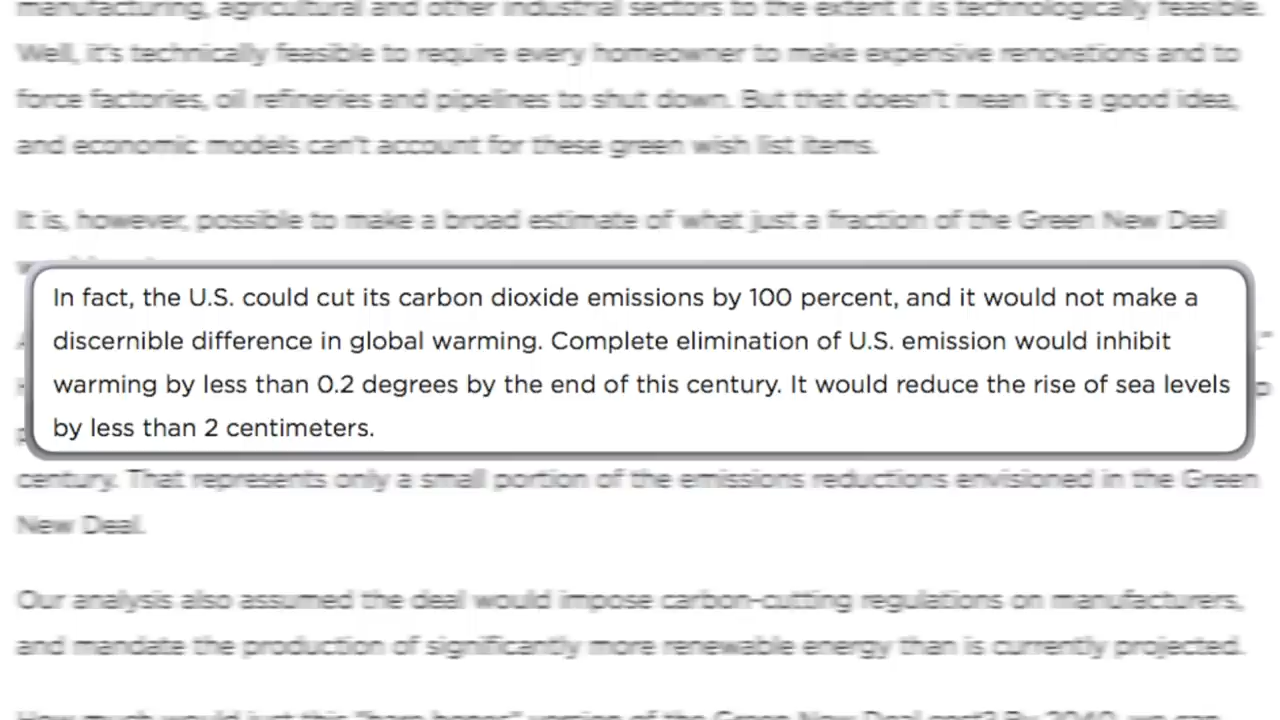 manufacturing, agricultural and other industrial sectors to the extent it is technologically feasible.
Well, it's technically feasible to require every homeowner to make expensive renovations and to
force factories, oil refineries and pipelines to shut down. But that doesn't mean it's a good idea,
and economic models can't account for these green wish list items.
It is, however, possible to make a broad estimate of what just a fraction of the Green New Deal
In fact, the U.S. could cut its carbon dioxide emissions by 100 percent, and it would not make a
discernible difference in global warming. Complete elimination of U.S. emission would inhibit
warming by less than 0.2 degrees by the end of this century. It would reduce the rise of sea levels
by less than 2 centimeters.
century. That represents only a small portion of the emissions reductions envisioned in the Green
New Deal.
Our analysis also assumed the deal would impose carbon-cutting regulations on manufacturers,
and mandate the production of significantly more renewable energy than is currently projected.